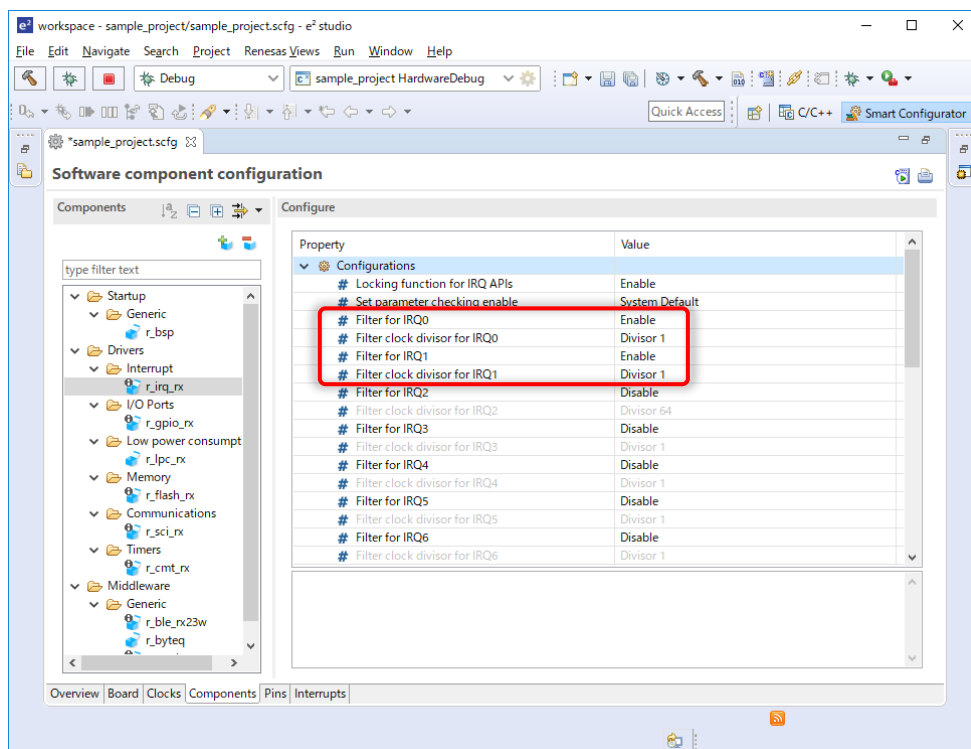 e² workspace - sample_project/sample_project.scfg - e² studio
File Edit Navigate Search Project Renesas Views Run Window Help
Debug sample_project HardwareDebug
Quick Access C/C++ Smart Configurator
*sample_project.scfg
Software component configuration
Components
Configure
type filter text
Startup
Generic
r_bsp
Drivers
Interrupt
r_irq_rx
I/O Ports
r_gpio_rx
Low power consumpt
r_lpc_rx
Memory
r_flash_rx
Communications
r_sci_rx
Timers
r_cmt_rx
Middleware
Generic
r_ble_rx23w
r_byteq
Property Value
Configurations
# Locking function for IRQ APIs Enable
# Set parameter checking enable System Default
# Filter for IRQ0 Enable
# Filter clock divisor for IRQ0 Divisor 1
# Filter for IRQ1 Enable
# Filter clock divisor for IRQ1 Divisor 1
# Filter for IRQ2 Disable
# Filter clock divisor for IRQ2 Divisor 64
# Filter for IRQ3 Disable
# Filter clock divisor for IRQ3 Divisor 1
# Filter for IRQ4 Disable
# Filter clock divisor for IRQ4 Divisor 1
# Filter for IRQ5 Disable
# Filter clock divisor for IRQ5 Divisor 1
# Filter for IRQ6 Disable
# Filter clock divisor for IRQ6 Divisor 1
Overview Board Clocks Components Pins Interrupts